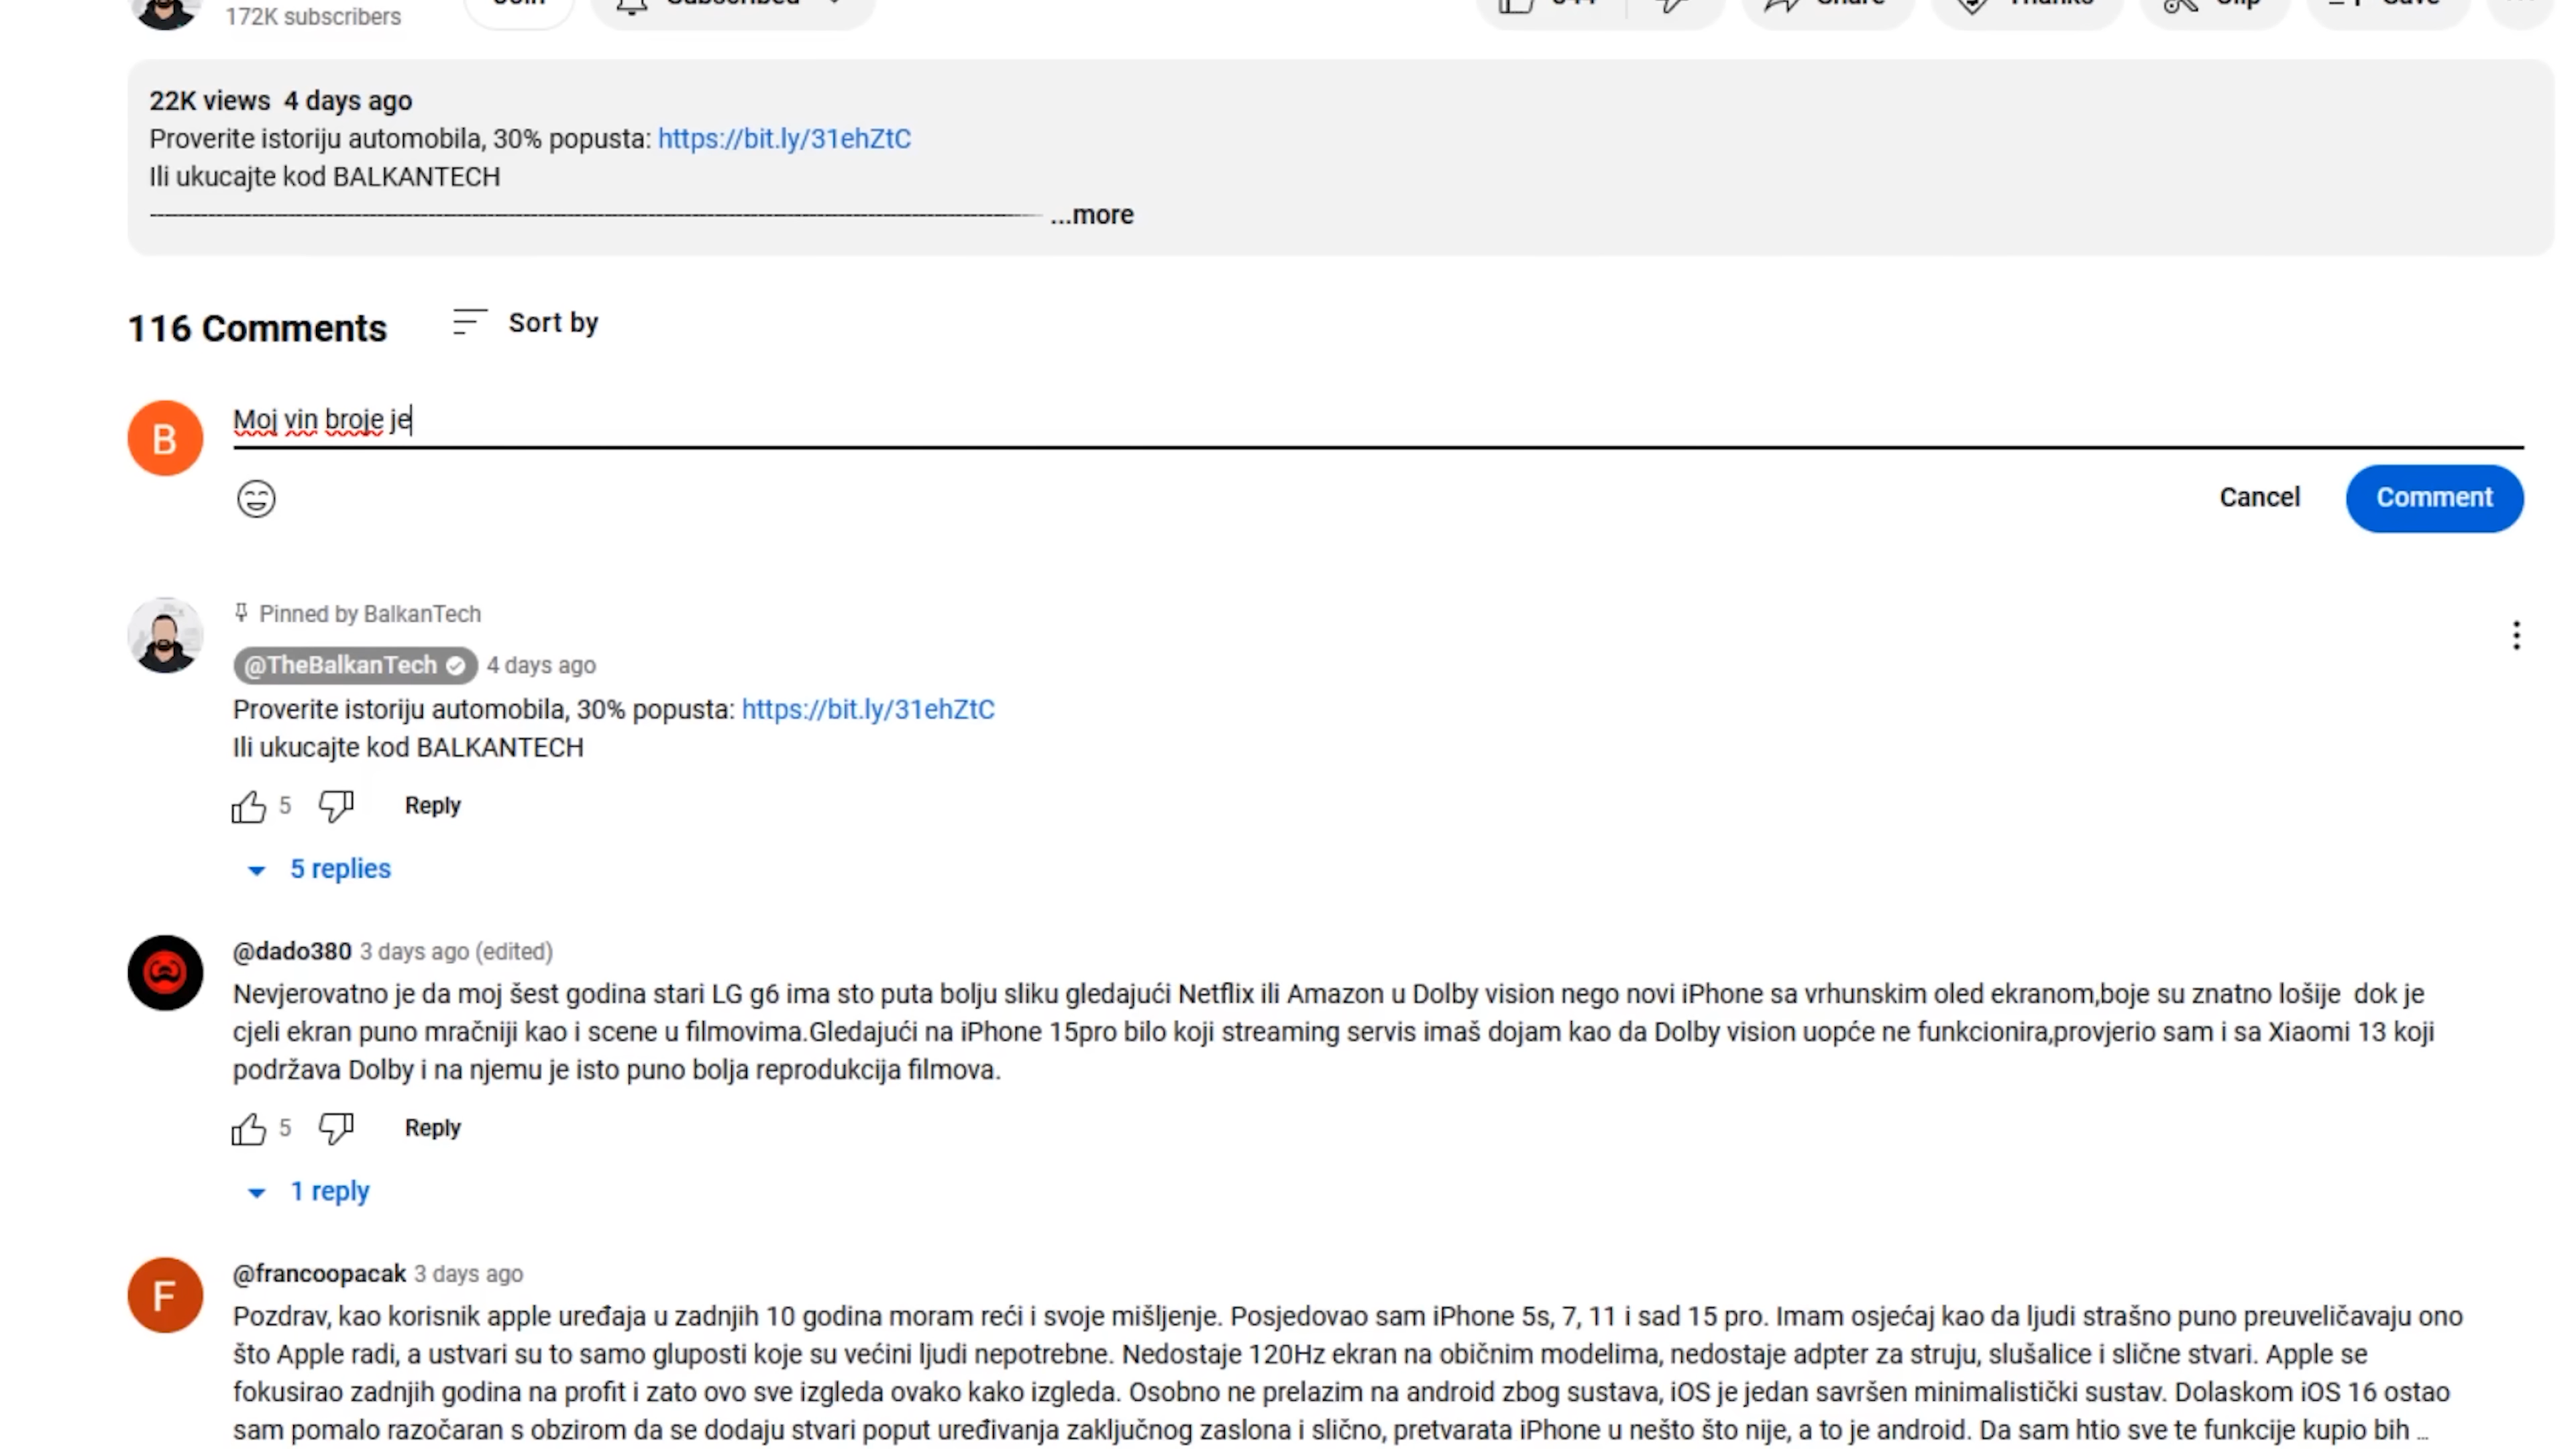 172K subscribers
Join
Subscribed
Share
Thanks
Clip
Save
22K views 4 days ago
Proverite istoriju automobila, 30% popusta: https://bit.ly/31ehZtC
Ili ukucajte kod BALKANTECH
...more
116 Comments
Sort by
B
Moj vin broje je
Cancel
Comment
Pinned by BalkanTech
@TheBalkanTech 4 days ago
Proverite istoriju automobila, 30% popusta: https://bit.ly/31ehZtC
Ili ukucajte kod BALKANTECH
5 Reply
5 replies
@dado380 3 days ago (edited)
Nevjerovatno je da moj šest godina stari LG g6 ima sto puta bolju sliku gledajući Netflix ili Amazon u Dolby vision nego novi iPhone sa vrhunskim oled ekranom,boje su znatno lošije dok je
cjeli ekran puno mračniji kao i scene u filmovima.Gledajući na iPhone 15pro bilo koji streaming servis imaš dojam kao da Dolby vision uopće ne funkcionira,provjerio sam i sa Xiaomi 13 koji
podržava Dolby i na njemu je isto puno bolja reprodukcija filmova.
5 Reply
1 reply
F
@francoopacak 3 days ago
Pozdrav, kao korisnik apple uređaja u zadnjih 10 godina moram reći i svoje mišljenje. Posjedovao sam iPhone 5s, 7, 11 i sad 15 pro. Imam osjećaj kao da ljudi strašno puno preuveličavaju ono
što Apple radi, a ustvari su to samo gluposti koje su većini ljudi nepotrebne. Nedostaje 120Hz ekran na običnim modelima, nedostaje adpter za struju, slušalice i slične stvari. Apple se
fokusirao zadnjih godina na profit i zato ovo sve izgleda ovako kako izgleda. Osobno ne prelazim na android zbog sustava, iOS je jedan savršen minimalistički sustav. Dolaskom iOS 16 ostao
sam pomalo razočaran s obzirom da se dodaju stvari poput uređivanja zaključnog zaslona i slično, pretvarata iPhone u nešto što nije, a to je android. Da sam htio sve te funkcije kupio bih ...